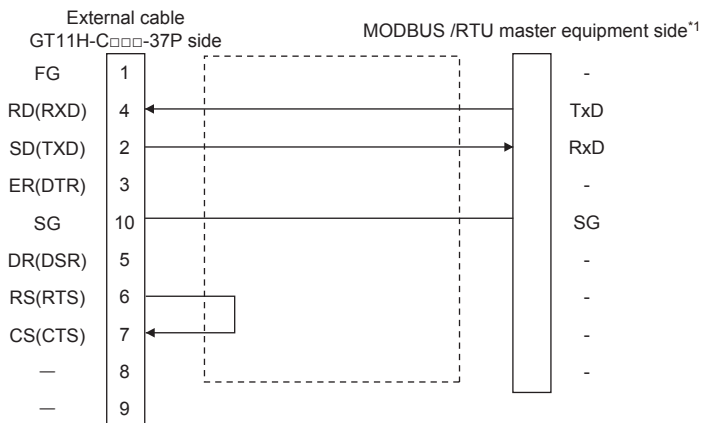 External cable
GT11H-C□□□-37P side
MODBUS /RTU master equipment side*1
FG 1 -
RD(RXD) 4 TxD
SD(TXD) 2 RxD
ER(DTR) 3 -
SG 10 SG
DR(DSR) 5 -
RS(RTS) 6 -
CS(CTS) 7 -
— 8 -
— 9